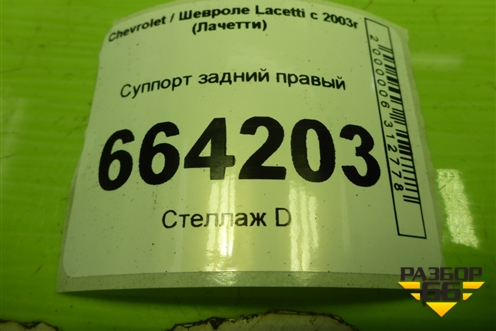 Chevrolet / Шевроле Lacetti с 2003г
(Лачетти)
Суппорт задний правый
664203
Стеллаж D
2000006312778
РАЗБОР
66